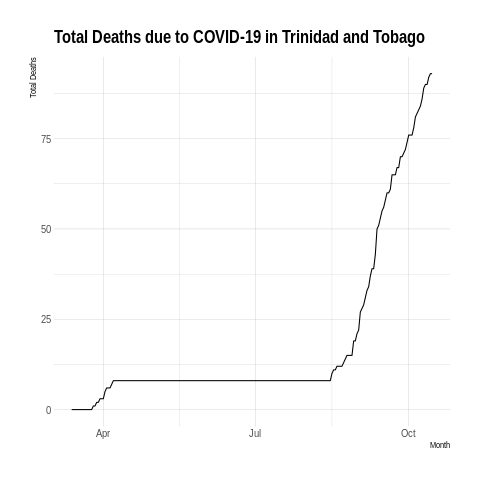 Total Deaths due to COVID-19 in Trinidad and Tobago
Total Deaths
75
50
25
0
Apr
Jul
Oct
Month